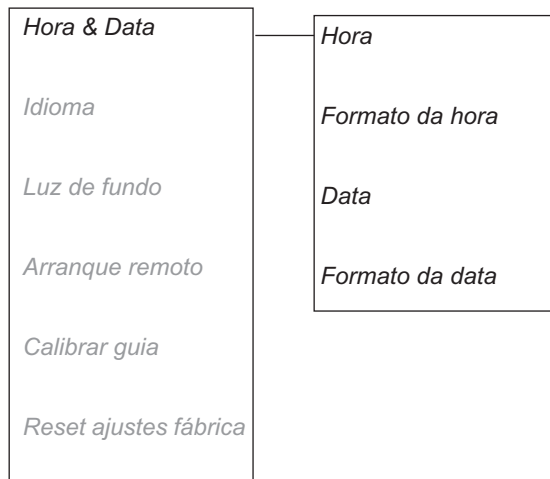 Hora & Data
Idioma
Luz de fundo
Arranque remoto
Calibrar guia
Reset ajustes fábrica
Hora
Formato da hora
Data
Formato da data